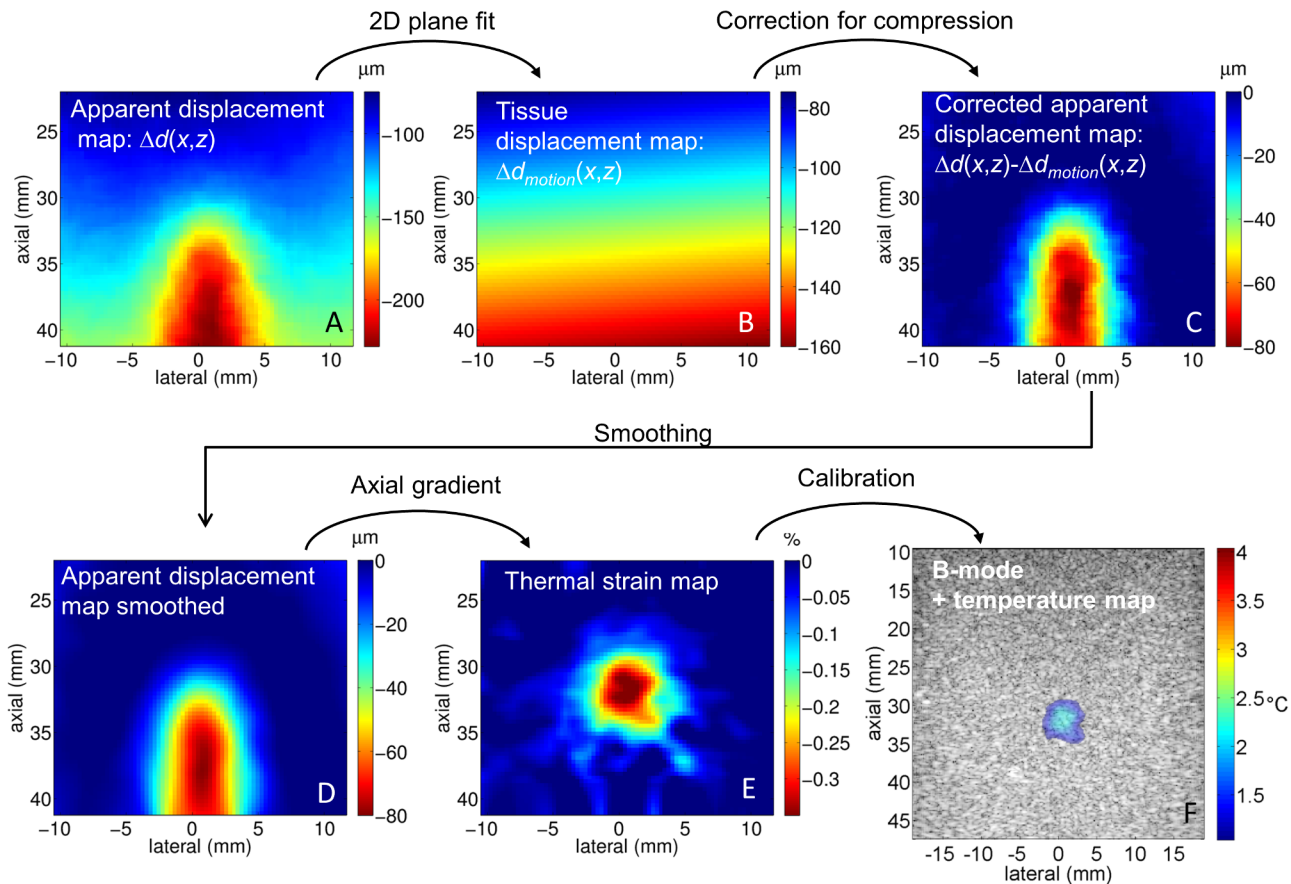 2D plane fit
Correction for compression
μm
Apparent displacement
map: Δd(x,z)
25
30
35
40
axial (mm)
−10
−5
0
5
10
lateral (mm)
−100
−150
−200
A
μm
Tissue
displacement map:
Δd_motion(x,z)
25
30
35
40
axial (mm)
−10
−5
0
5
10
lateral (mm)
−80
−100
−120
−140
−160
B
μm
Corrected apparent
displacement map:
Δd(x,z)-Δd_motion(x,z)
25
30
35
40
axial (mm)
−10
−5
0
5
10
lateral (mm)
0
−20
−40
−60
−80
C
Smoothing
Axial gradient
Calibration
μm
Apparent displacement
map smoothed
25
30
35
40
axial (mm)
−10
−5
0
5
10
lateral (mm)
0
−20
−40
−60
−80
D
%
Thermal strain map
25
30
35
40
axial (mm)
−10
−5
0
5
10
lateral (mm)
0
−0.05
−0.1
−0.15
−0.2
−0.25
−0.3
E
B-mode
+ temperature map
10
15
20
25
30
35
40
45
axial (mm)
-15
-10
-5
0
5
10
15
lateral (mm)
4
3.5
3
2.5
2
1.5
°C
F